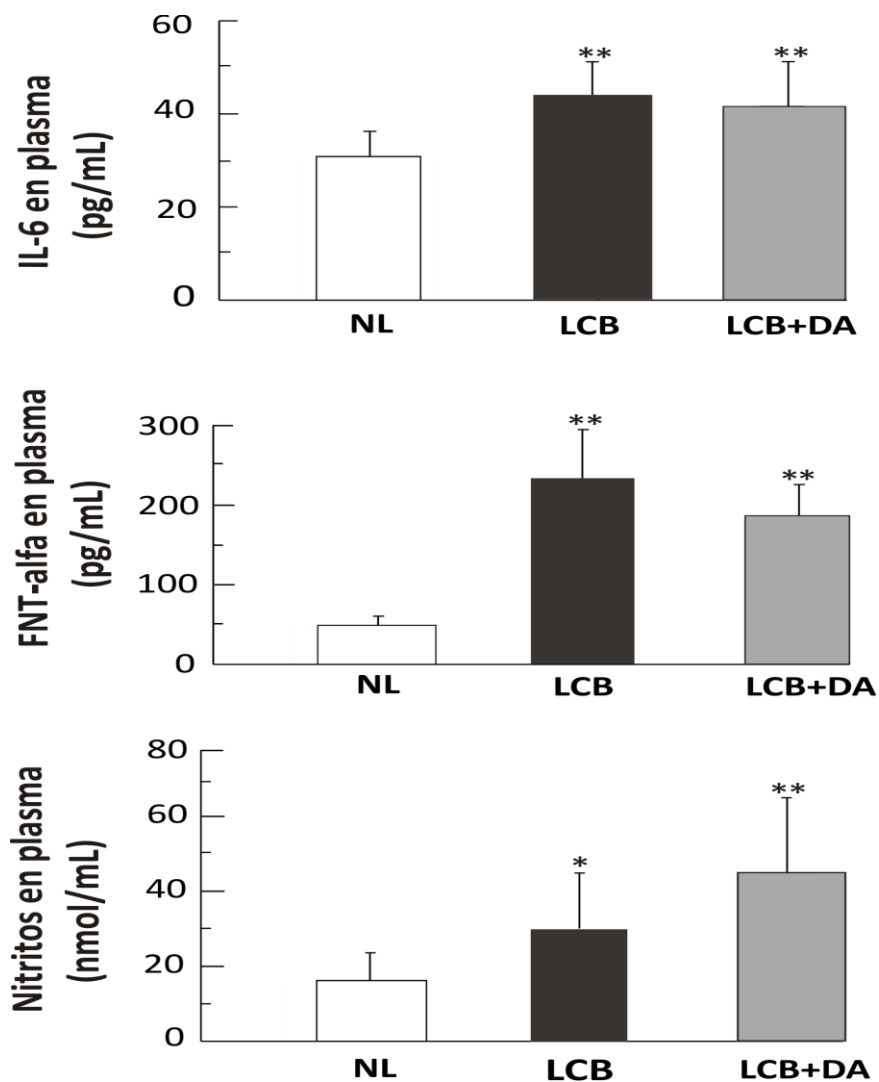 IL-6 en plasma
(pg/mL)
60
40
20
0
**
**
NL
LCB
LCB+DA
FNT-alfa en plasma
(pg/mL)
300
200
100
0
**
**
NL
LCB
LCB+DA
Nitritos en plasma
(nmol/mL)
80
60
40
20
0
*
**
NL
LCB
LCB+DA